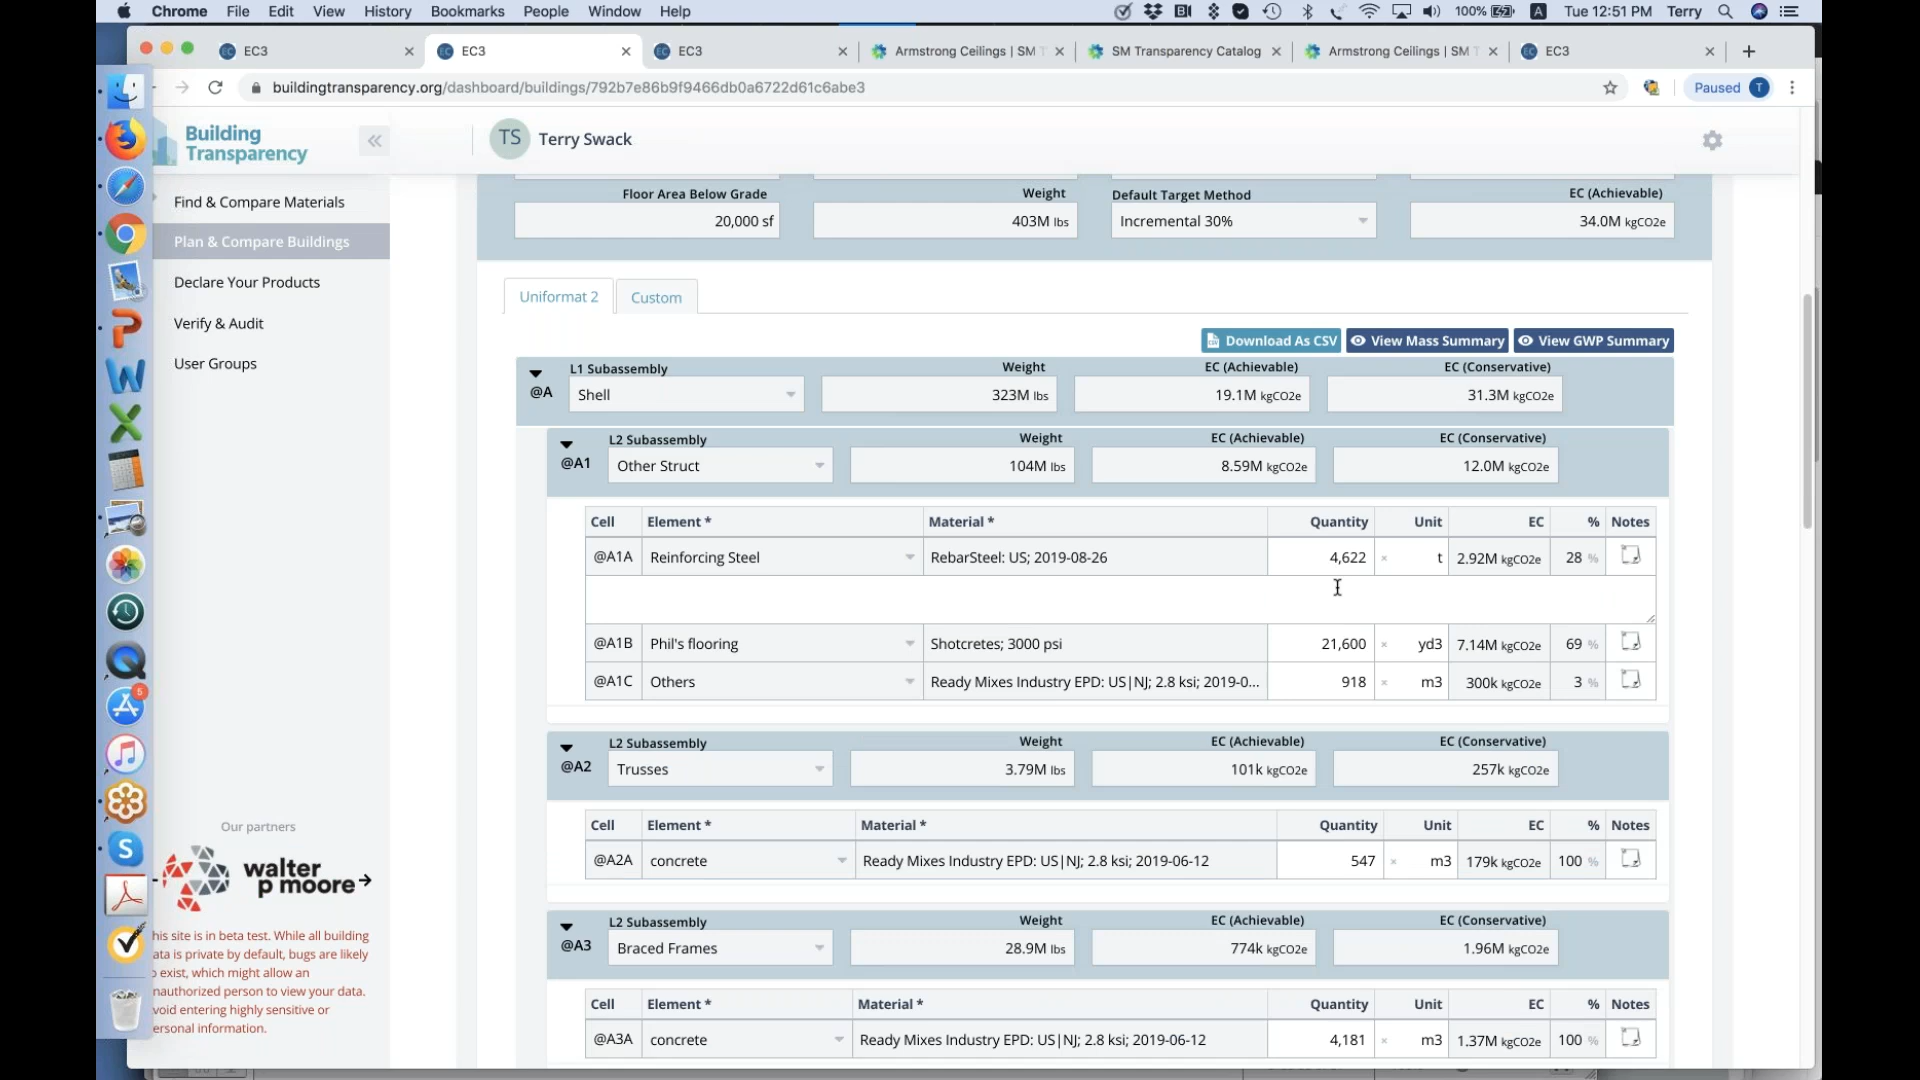 Chrome File Edit View History Bookmarks People Window Help 100% A Tue 12:51 PM Terry
EC3 EC3 EC3 Armstrong Ceilings | SM T SM Transparency Catalog Armstrong Ceilings | SM T EC3
buildingtransparency.org/dashboard/buildings/792b7e86b9f9466db0a6722d61c6abe3 Paused T
Building
Transparency
TS Terry Swack
Find & Compare Materials
Plan & Compare Buildings
Declare Your Products
Verify & Audit
User Groups
Floor Area Below Grade Weight Default Target Method EC (Achievable)
20,000 sf 403M lbs Incremental 30% 34.0M kgCO2e
Uniformat 2 Custom
Download As CSV View Mass Summary View GWP Summary
L1 Subassembly Weight EC (Achievable) EC (Conservative)
@A Shell 323M lbs 19.1M kgCO2e 31.3M kgCO2e
L2 Subassembly Weight EC (Achievable) EC (Conservative)
@A1 Other Struct 104M lbs 8.59M kgCO2e 12.0M kgCO2e
Cell Element * Material * Quantity Unit EC % Notes
@A1A Reinforcing Steel RebarSteel: US; 2019-08-26 4,622 × t 2.92M kgCO2e 28 %
@A1B Phil's flooring Shotcretes; 3000 psi 21,600 × yd3 7.14M kgCO2e 69 %
@A1C Others Ready Mixes Industry EPD: US|NJ; 2.8 ksi; 2019-0... 918 × m3 300k kgCO2e 3 %
L2 Subassembly Weight EC (Achievable) EC (Conservative)
@A2 Trusses 3.79M lbs 101k kgCO2e 257k kgCO2e
Cell Element * Material * Quantity Unit EC % Notes
@A2A concrete Ready Mixes Industry EPD: US|NJ; 2.8 ksi; 2019-06-12 547 × m3 179k kgCO2e 100 %
L2 Subassembly Weight EC (Achievable) EC (Conservative)
@A3 Braced Frames 28.9M lbs 774k kgCO2e 1.96M kgCO2e
Cell Element * Material * Quantity Unit EC % Notes
@A3A concrete Ready Mixes Industry EPD: US|NJ; 2.8 ksi; 2019-06-12 4,181 × m3 1.37M kgCO2e 100 %
Our partners
walter
p moore
his site is in beta test. While all building
ata is private by default, bugs are likely
o exist, which might allow an
nauthorized person to view your data.
void entering highly sensitive or
ersonal information.
5